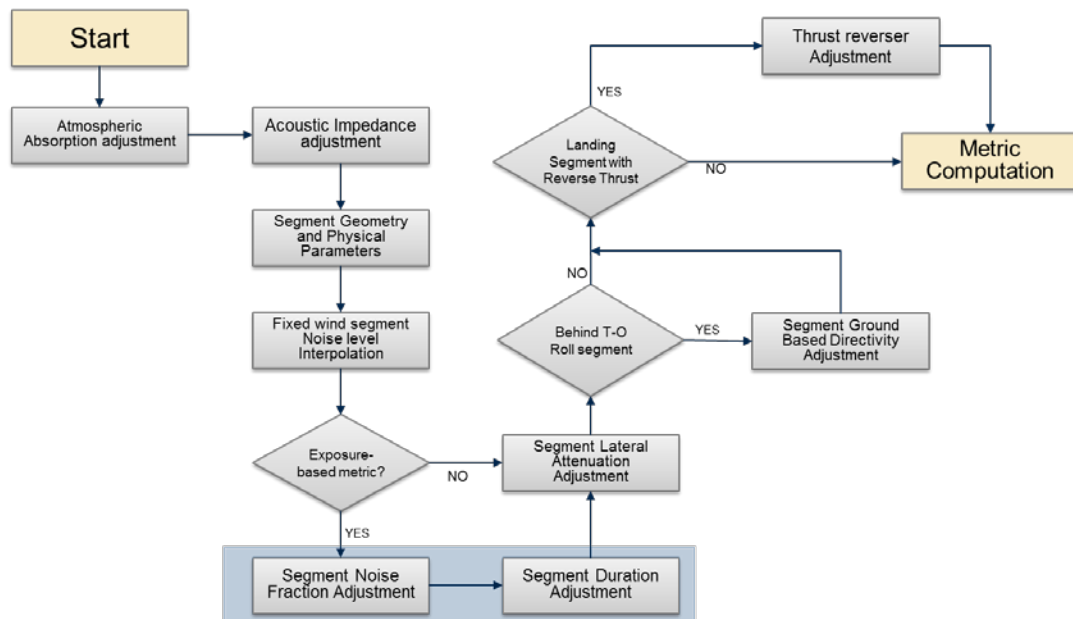 Start
Atmospheric
Absorption adjustment
Acoustic Impedance
adjustment
Segment Geometry
and Physical
Parameters
Fixed wind segment
Noise level
Interpolation
Exposure-
based metric?
NO
YES
Segment Noise
Fraction Adjustment
Segment Duration
Adjustment
Segment Lateral
Attenuation
Adjustment
Behind T-O
Roll segment
YES
NO
Segment Ground
Based Directivity
Adjustment
Landing
Segment with
Reverse Thrust
YES
NO
Thrust reverser
Adjustment
Metric
Computation